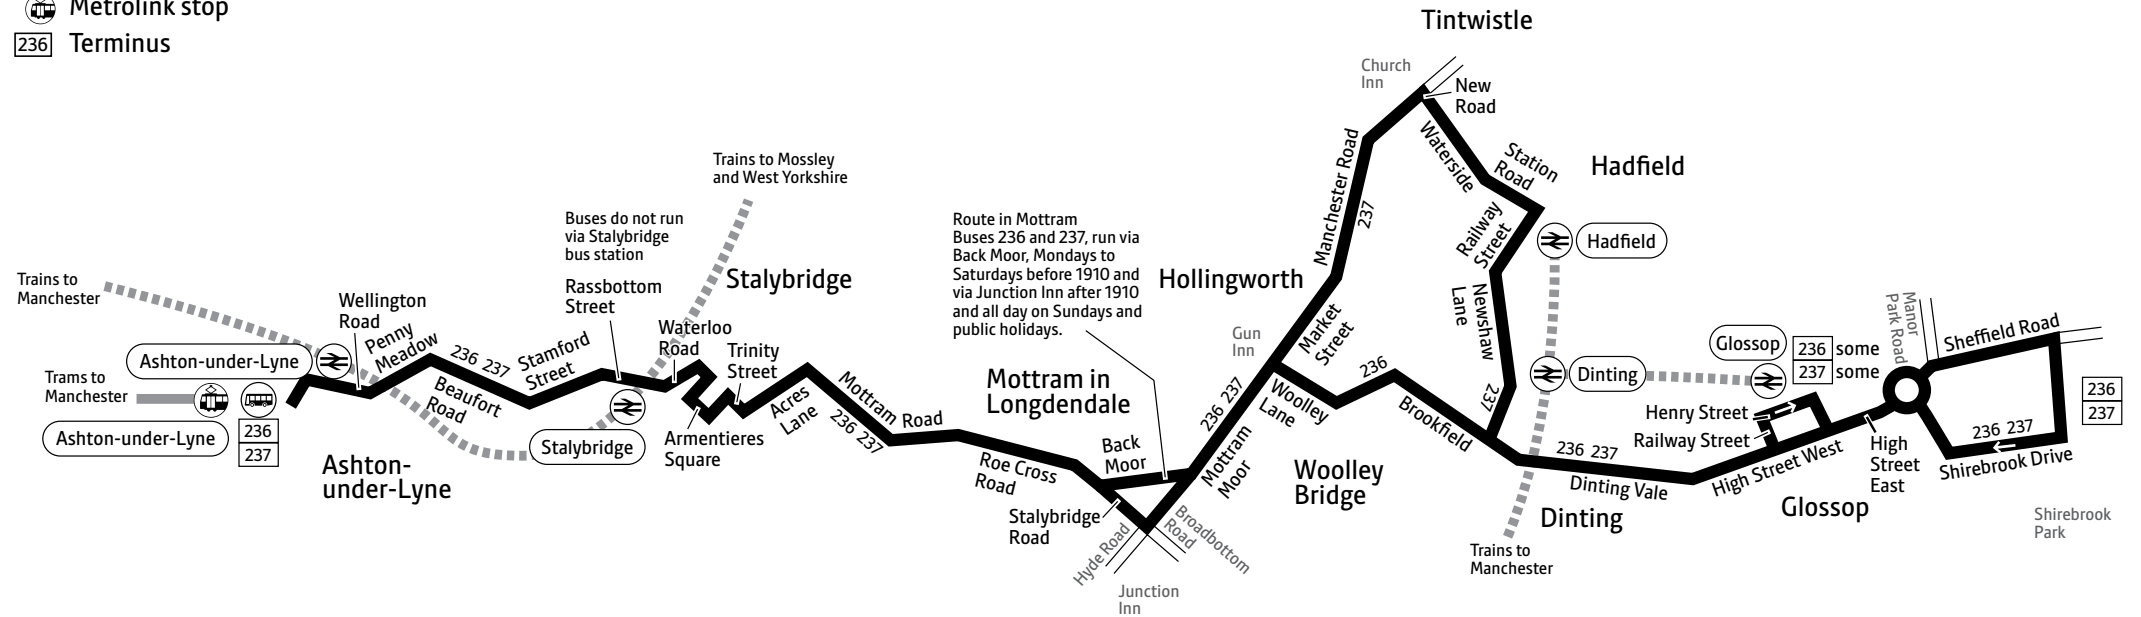 Metrolink stop
236 Terminus
Tintwistle
Church
Inn
New
Road
Waterside
Station
Road
Hadfield
Manchester Road
237
Railway
Street
Hadfield
Trains to Mossley
and West Yorkshire
Buses do not run
via Stalybridge
bus station
Route in Mottram
Buses 236 and 237, run via
Back Moor, Mondays to
Saturdays before 1910 and
via Junction Inn after 1910
and all day on Sundays and
public holidays.
Hollingworth
Stalybridge
Trains to
Manchester
Wellington
Road
Penny
Meadow
Rassbottom
Street
Waterloo
Road
Trinity
Street
Ashton-under-Lyne
Trams to
Manchester
Ashton-under-Lyne
236
237
Ashton-
under-Lyne
236 237
Beaufort
Road
Stamford
Street
Stalybridge
Armentieres
Square
Acres
Lane
Mottram Road
236 237
Mottram in
Longdendale
Roe Cross
Road
Back
Moor
Stalybridge
Road
Hyde Road
Broadbottom
Road
Junction
Inn
236 237
Mottram
Moor
Gun
Inn
Market
Street
Woolley
Lane
236
Woolley
Bridge
Brookfield
Newshaw
Lane
237
Dinting
236 237
Dinting Vale
Dinting
Trains to
Manchester
Glossop
236 some
237 some
Henry Street
Railway Street
High Street West
Glossop
High
Street
East
Manor
Park Road
Sheffield Road
236 237
Shirebrook Drive
236
237
Shirebrook
Park